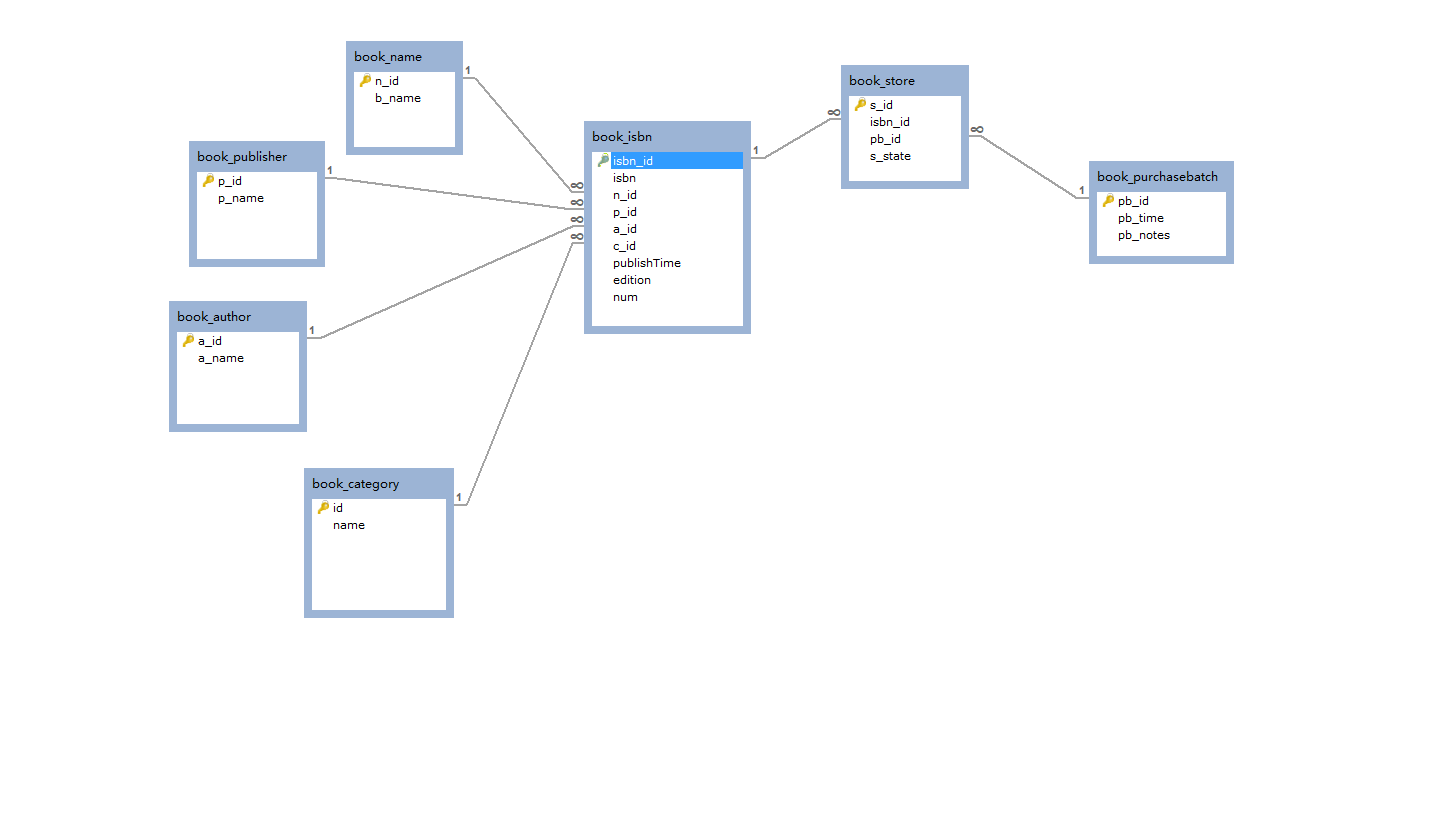 book_name
n_id
b_name
1
book_publisher
p_id
p_name
1
book_author
a_id
a_name
1
book_category
id
name
1
book_isbn
isbn_id
isbn
n_id
p_id
a_id
c_id
publishTime
edition
num
∞
∞
∞
∞
1
book_store
s_id
isbn_id
pb_id
s_state
∞
∞
book_purchasebatch
pb_id
pb_time
pb_notes
1